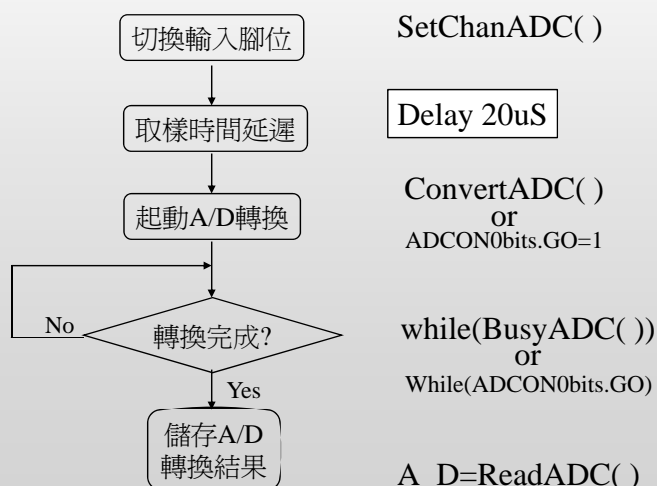 切換輸入腳位
SetChanADC( )
取樣時間延遲
Delay 20uS
起動A/D轉換
ConvertADC( )
or
ADCON0bits.GO=1
No
轉換完成?
while(BusyADC( ))
or
While(ADCON0bits.GO)
Yes
儲存A/D
轉換結果
A_D=ReadADC( )